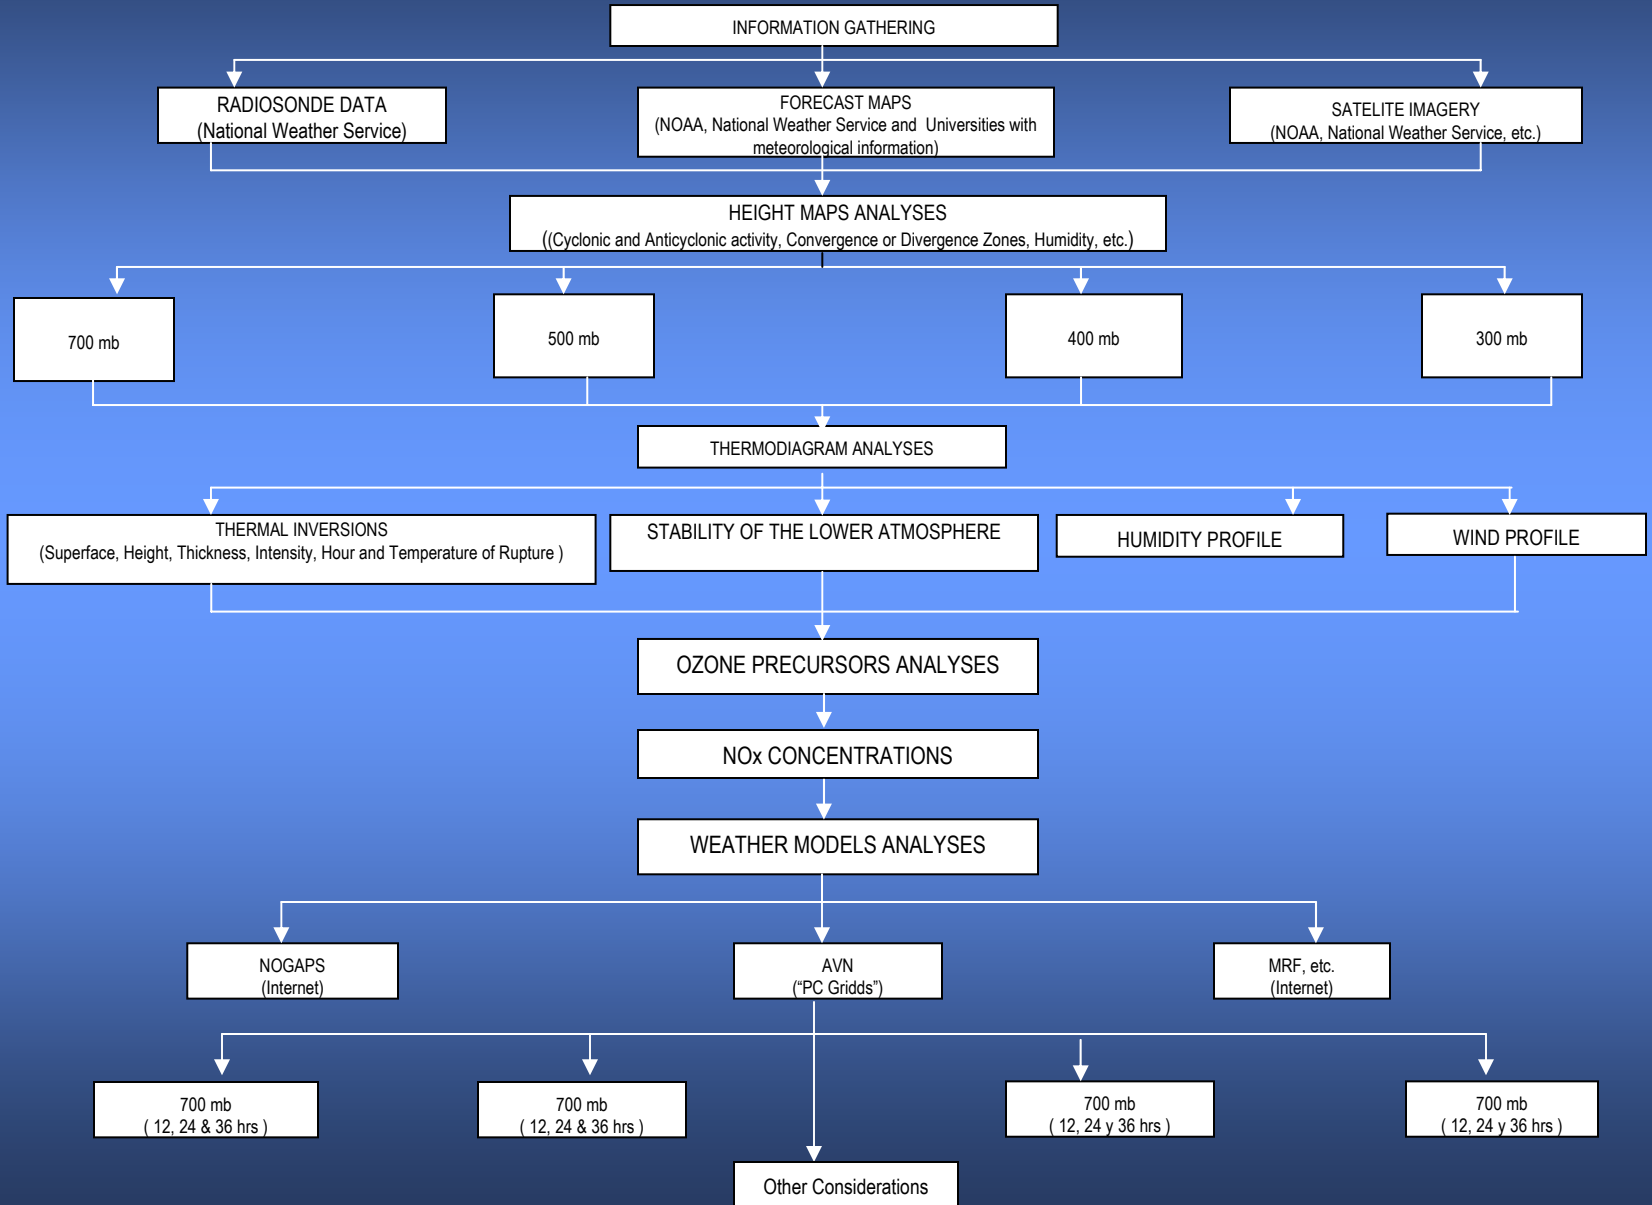 INFORMATION GATHERING
RADIOSONDE DATA
(National Weather Service)
FORECAST MAPS
(NOAA, National Weather Service and Universities with
meteorological information)
SATELITE IMAGERY
(NOAA, National Weather Service, etc.)
HEIGHT MAPS ANALYSES
((Cyclonic and Anticyclonic activity, Convergence or Divergence Zones, Humidity, etc.)
700 mb
500 mb
400 mb
300 mb
THERMODIAGRAM ANALYSES
THERMAL INVERSIONS
(Superface, Height, Thickness, Intensity, Hour and Temperature of Rupture )
STABILITY OF THE LOWER ATMOSPHERE
HUMIDITY PROFILE
WIND PROFILE
OZONE PRECURSORS ANALYSES
NOx CONCENTRATIONS
WEATHER MODELS ANALYSES
NOGAPS
(Internet)
AVN
("PC Gridds")
MRF, etc.
(Internet)
700 mb
( 12, 24 & 36 hrs )
700 mb
( 12, 24 & 36 hrs )
700 mb
( 12, 24 y 36 hrs )
700 mb
( 12, 24 y 36 hrs )
Other Considerations